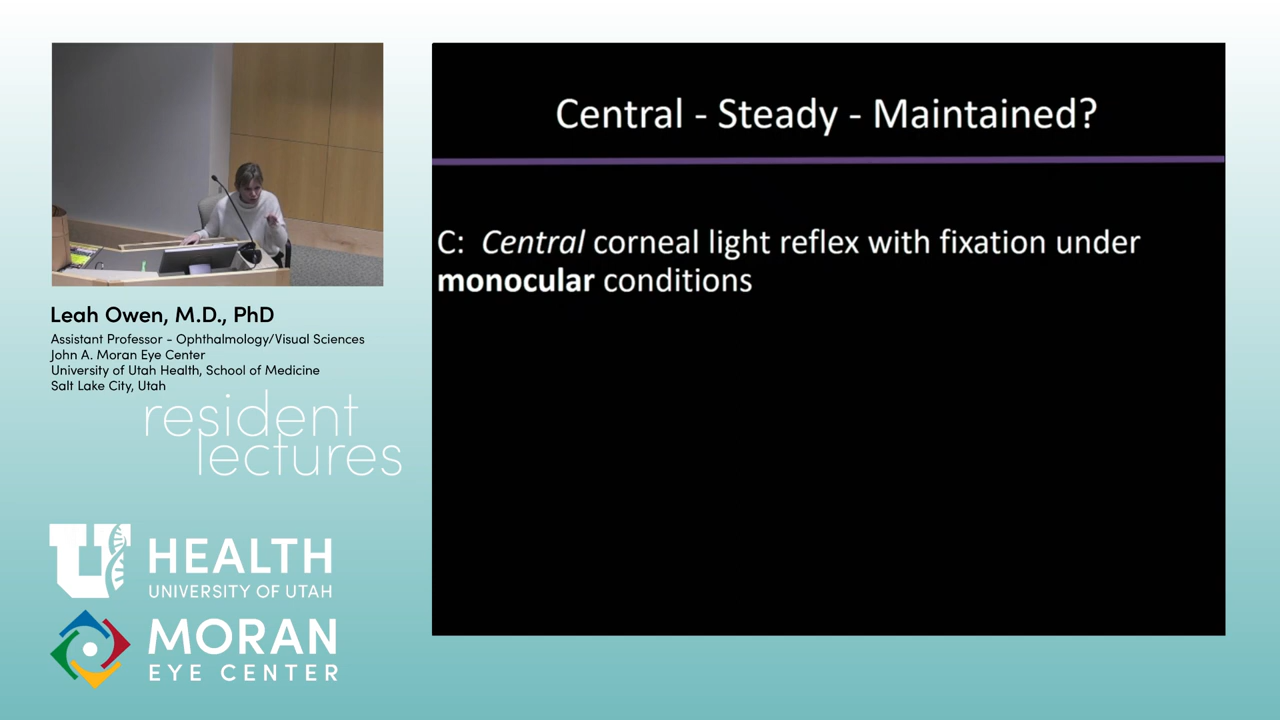 Central - Steady - Maintained?
C: Central corneal light reflex with fixation under
monocular conditions
Leah Owen, M.D., PhD
Assistant Professor - Ophthalmology/Visual Sciences
John A. Moran Eye Center
University of Utah Health, School of Medicine
Salt Lake City, Utah
resident
lectures
U HEALTH
UNIVERSITY OF UTAH
MORAN
EYE CENTER